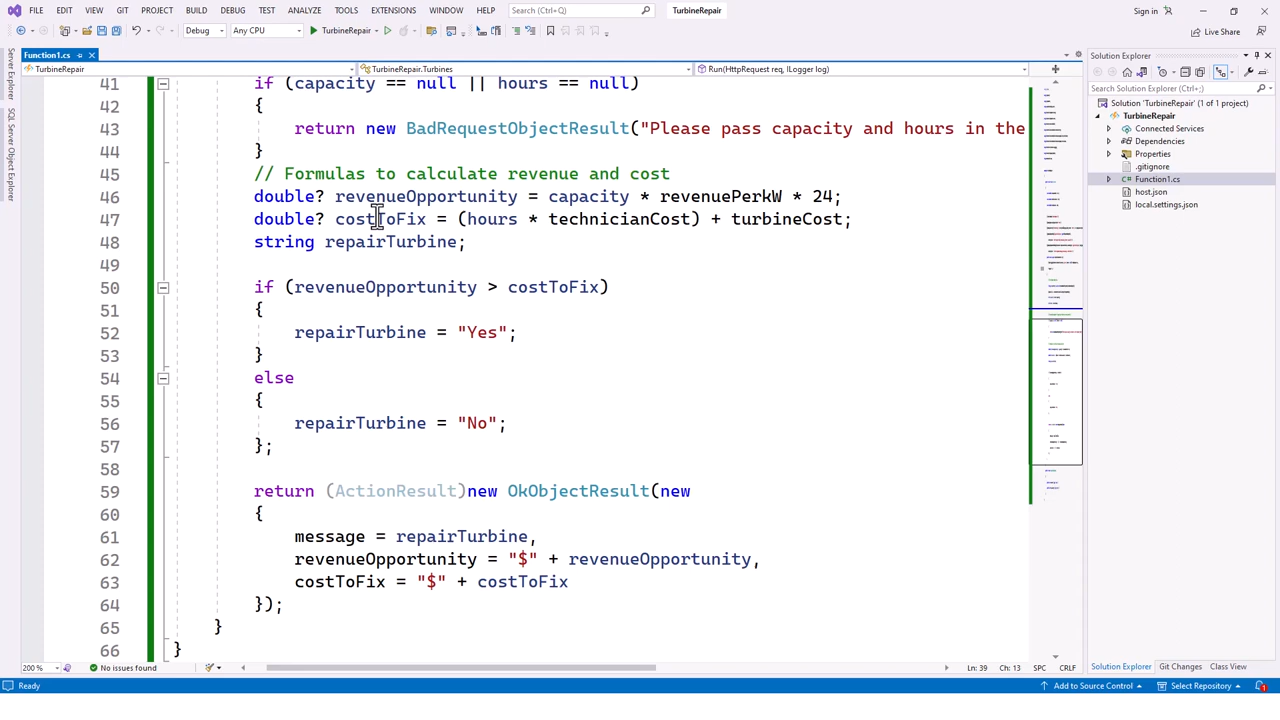 FILE EDIT VIEW GIT PROJECT BUILD DEBUG TEST ANALYZE TOOLS EXTENSIONS WINDOW HELP Search (Ctrl+Q) TurbineRepair Sign in
Debug Any CPU TurbineRepair Live Share
Function1.cs
TurbineRepair TurbineRepair.Turbines Run(HttpRequest req, ILogger log)
Server Explorer
SQL Server Object Explorer
41 if (capacity == null || hours == null)
42 {
43 return new BadRequestObjectResult("Please pass capacity and hours in the
44 }
45 // Formulas to calculate revenue and cost
46 double? revenueOpportunity = capacity * revenuePerkW * 24;
47 double? costToFix = (hours * technicianCost) + turbineCost;
48 string repairTurbine;
49
50 if (revenueOpportunity > costToFix)
51 {
52 repairTurbine = "Yes";
53 }
54 else
55 {
56 repairTurbine = "No";
57 };
58
59 return (ActionResult)new OkObjectResult(new
60 {
61 message = repairTurbine,
62 revenueOpportunity = "$" + revenueOpportunity,
63 costToFix = "$" + costToFix
64 });
65 }
66 }
200 % No issues found Ln: 39 Ch: 13 SPC CRLF
Solution Explorer
Search Solution Explorer (Ctrl+;)
Solution 'TurbineRepair' (1 of 1 project)
TurbineRepair
Connected Services
Dependencies
Properties
.gitignore
Function1.cs
host.json
local.settings.json
Solution Explorer Git Changes Class View
Ready Add to Source Control Select Repository 1